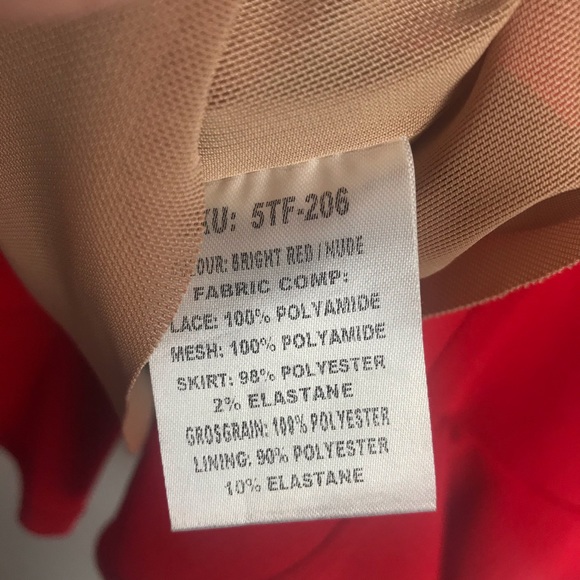 KU: 5TF-206
LOUR: BRIGHT RED / NUDE
FABRIC COMP:
LACE: 100% POLYAMIDE
MESH: 100% POLYAMIDE
SKIRT: 98% POLYESTER
2% ELASTANE
GROSGRAIN: 100% POLYESTER
LINING: 90% POLYESTER
10% ELASTANE